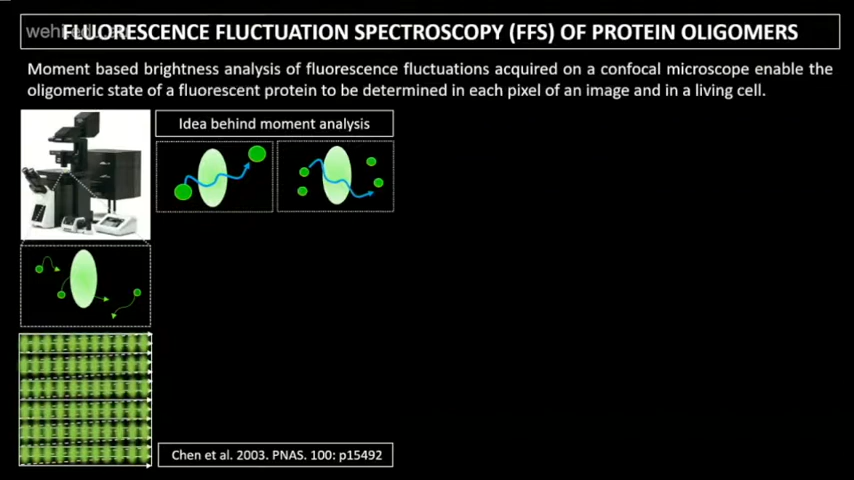 FLUORESCENCE FLUCTUATION SPECTROSCOPY (FFS) OF PROTEIN OLIGOMERS
Moment based brightness analysis of fluorescence fluctuations acquired on a confocal microscope enable the
oligomeric state of a fluorescent protein to be determined in each pixel of an image and in a living cell.
Idea behind moment analysis
Chen et al. 2003. PNAS. 100: p15492